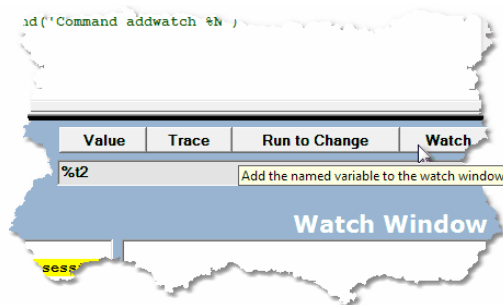 nd('Command addwatch %N')
Value Trace Run to Change Watch
%t2
Add the named variable to the watch window
Watch Window
sess